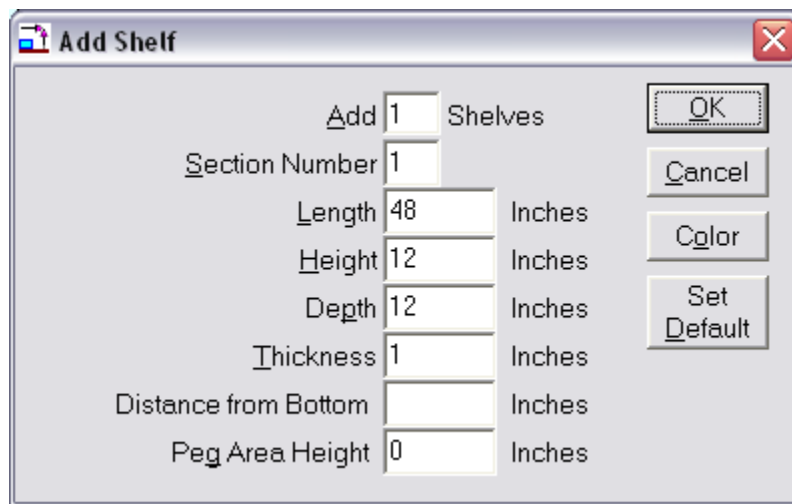 Add Shelf
Add 1 Shelves
OK
Section Number 1
Cancel
Length 48 Inches
Color
Height 12 Inches
Depth 12 Inches
Set
Default
Thickness 1 Inches
Distance from Bottom Inches
Peg Area Height 0 Inches